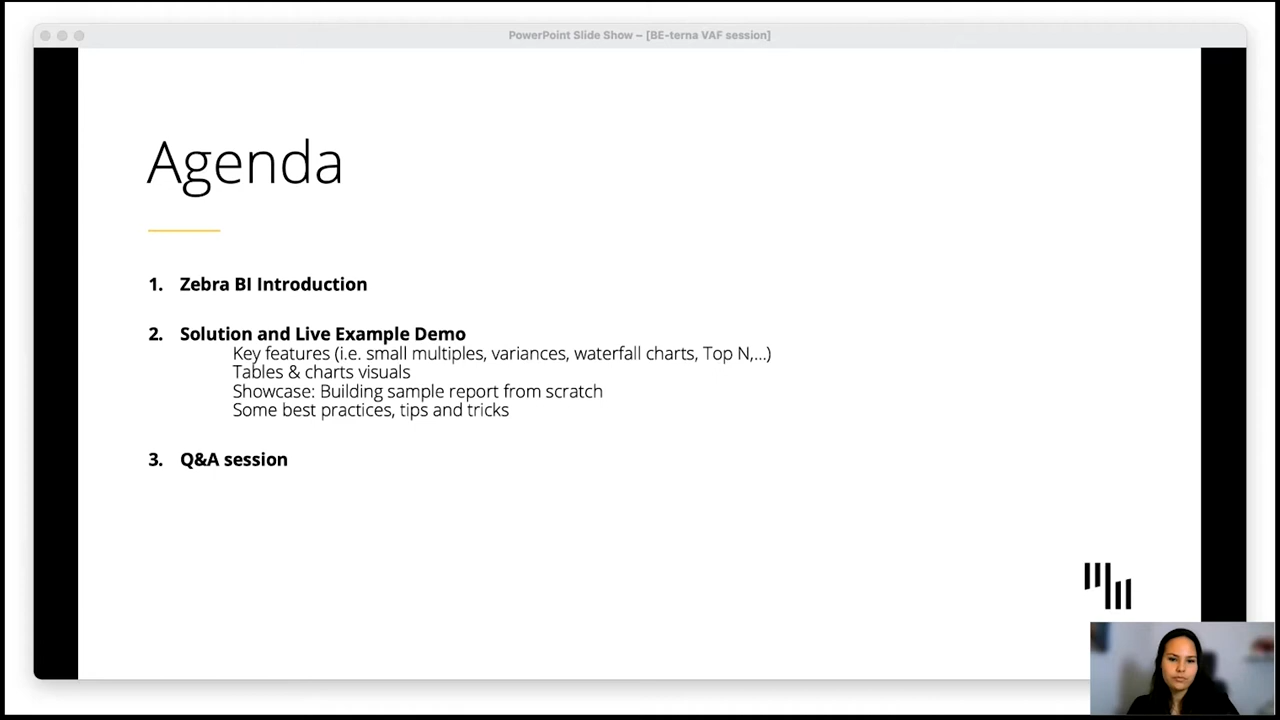 PowerPoint Slide Show – [BE-terna VAF session]
Agenda
1. Zebra BI Introduction
2. Solution and Live Example Demo
Key features (i.e. small multiples, variances, waterfall charts, Top N,...)
Tables & charts visuals
Showcase: Building sample report from scratch
Some best practices, tips and tricks
3. Q&A session